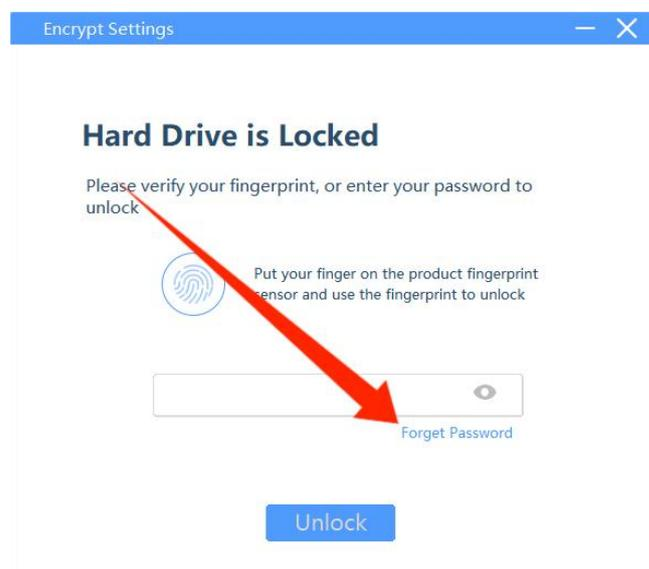 Encrypt Settings
Hard Drive is Locked
Please verify your fingerprint, or enter your password to
unlock
Put your finger on the product fingerprint
sensor and use the fingerprint to unlock
Forget Password
Unlock